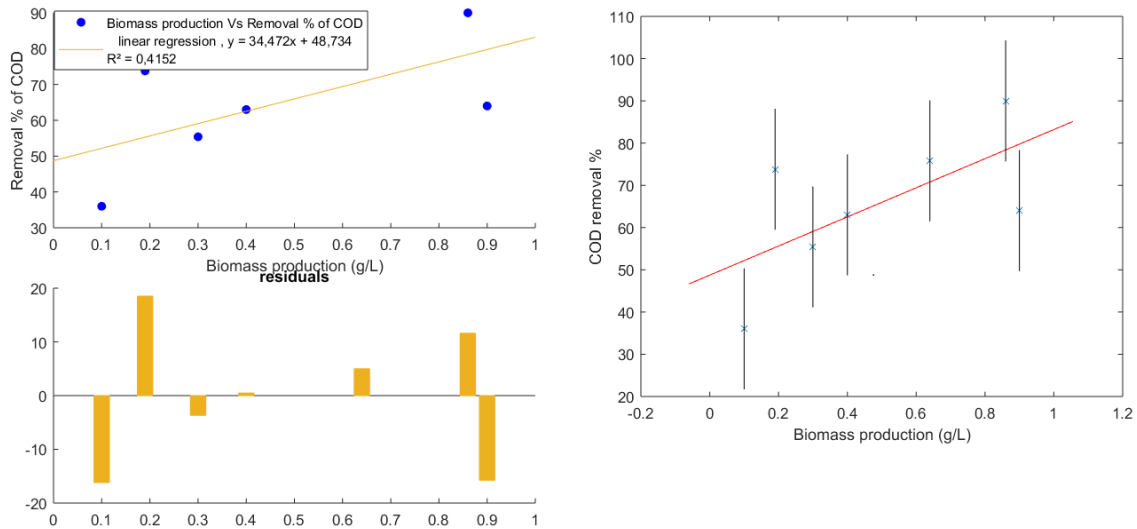 Biomass production Vs Removal % of COD
linear regression , y = 34,472x + 48,734
R² = 0,4152
Removal % of COD
90
80
70
60
50
40
30
0 0.1 0.2 0.3 0.4 0.5 0.6 0.7 0.8 0.9 1
Biomass production (g/L)
residuals
20
10
0
-10
-20
0 0.1 0.2 0.3 0.4 0.5 0.6 0.7 0.8 0.9 1
COD removal %
110
100
90
80
70
60
50
40
30
20
-0.2 0 0.2 0.4 0.6 0.8 1 1.2
Biomass production (g/L)